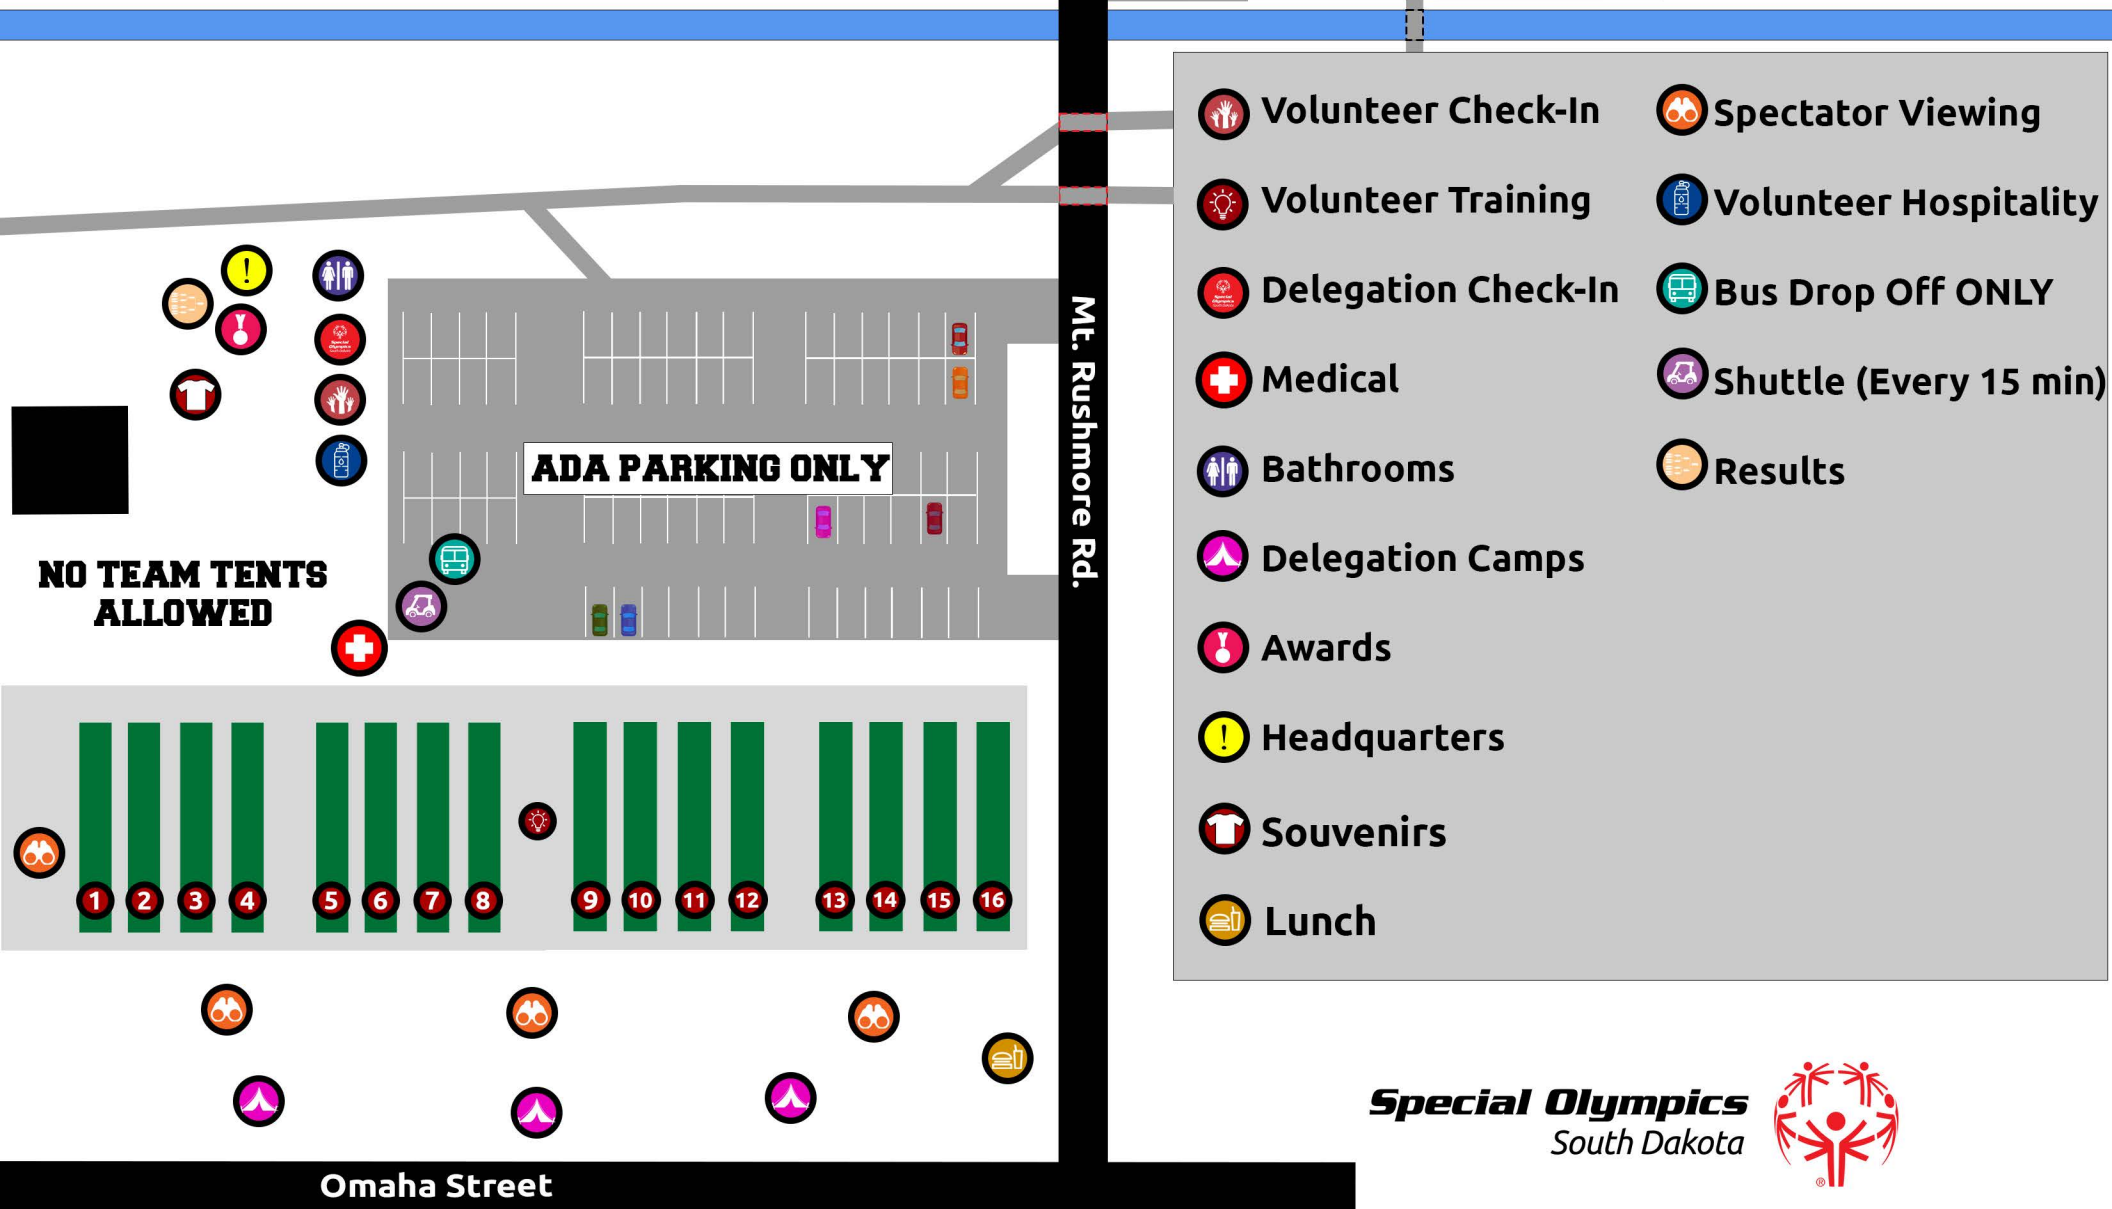 Volunteer Check-In
Volunteer Training
Delegation Check-In
Medical
Bathrooms
Delegation Camps
Awards
Headquarters
Souvenirs
Lunch
Spectator Viewing
Volunteer Hospitality
Bus Drop Off ONLY
Shuttle (Every 15 min)
Results
!
!
Mt. Rushmore Rd.
ADA PARKING ONLY
NO TEAM TENTS
ALLOWED
1 2 3 4 5 6 7 8 9 10 11 12 13 14 15 16
Omaha Street
Special Olympics
South Dakota
®